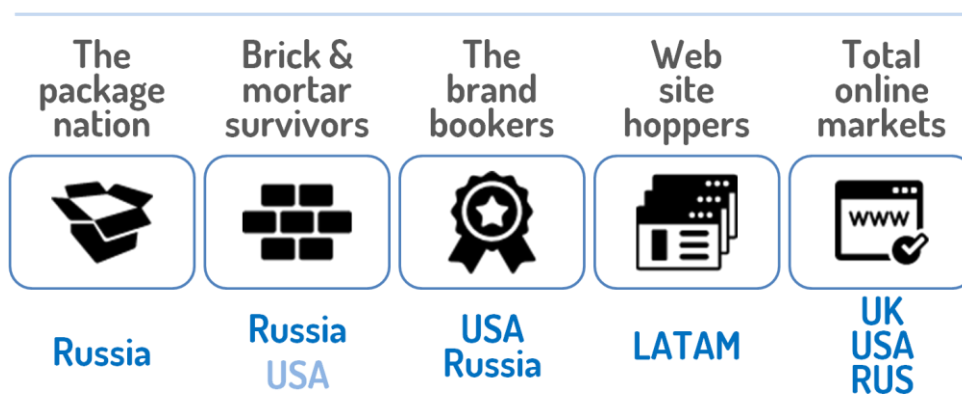 The
package
nation
Brick &
mortar
survivors
The
brand
bookers
Web
site
hoppers
Total
online
markets
www
Russia
Russia
USA
USA
Russia
LATAM
UK
USA
RUS